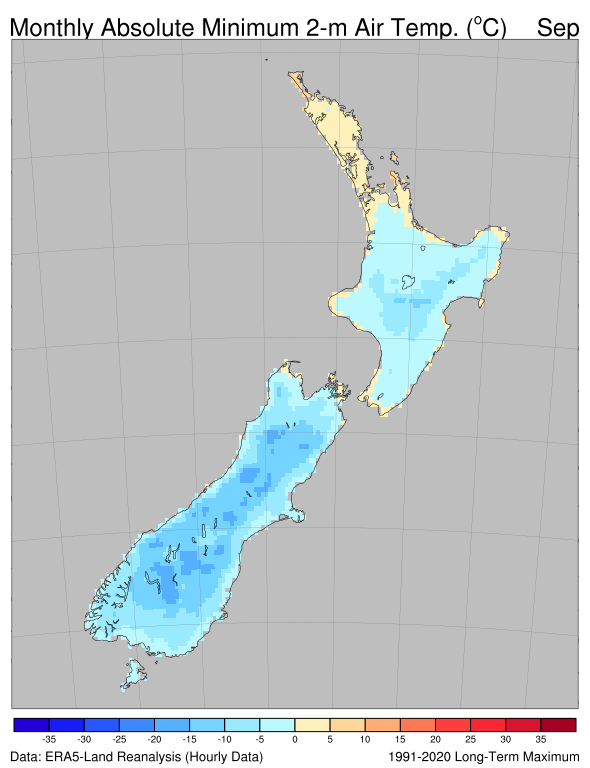 Monthly Absolute Minimum 2-m Air Temp. (°C) Sep
-35 -30 -25 -20 -15 -10 -5 0 5 10 15 20 25 30 35
Data: ERA5-Land Reanalysis (Hourly Data) 1991-2020 Long-Term Maximum